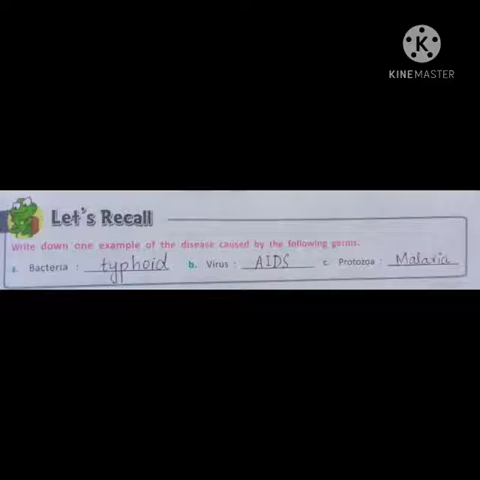 K
KINEMASTER
Let's Recall
Write down one example of the disease caused by the following germs.
a. Bacteria : typhoid b. Virus : AIDS c. Protozoa : Malaria